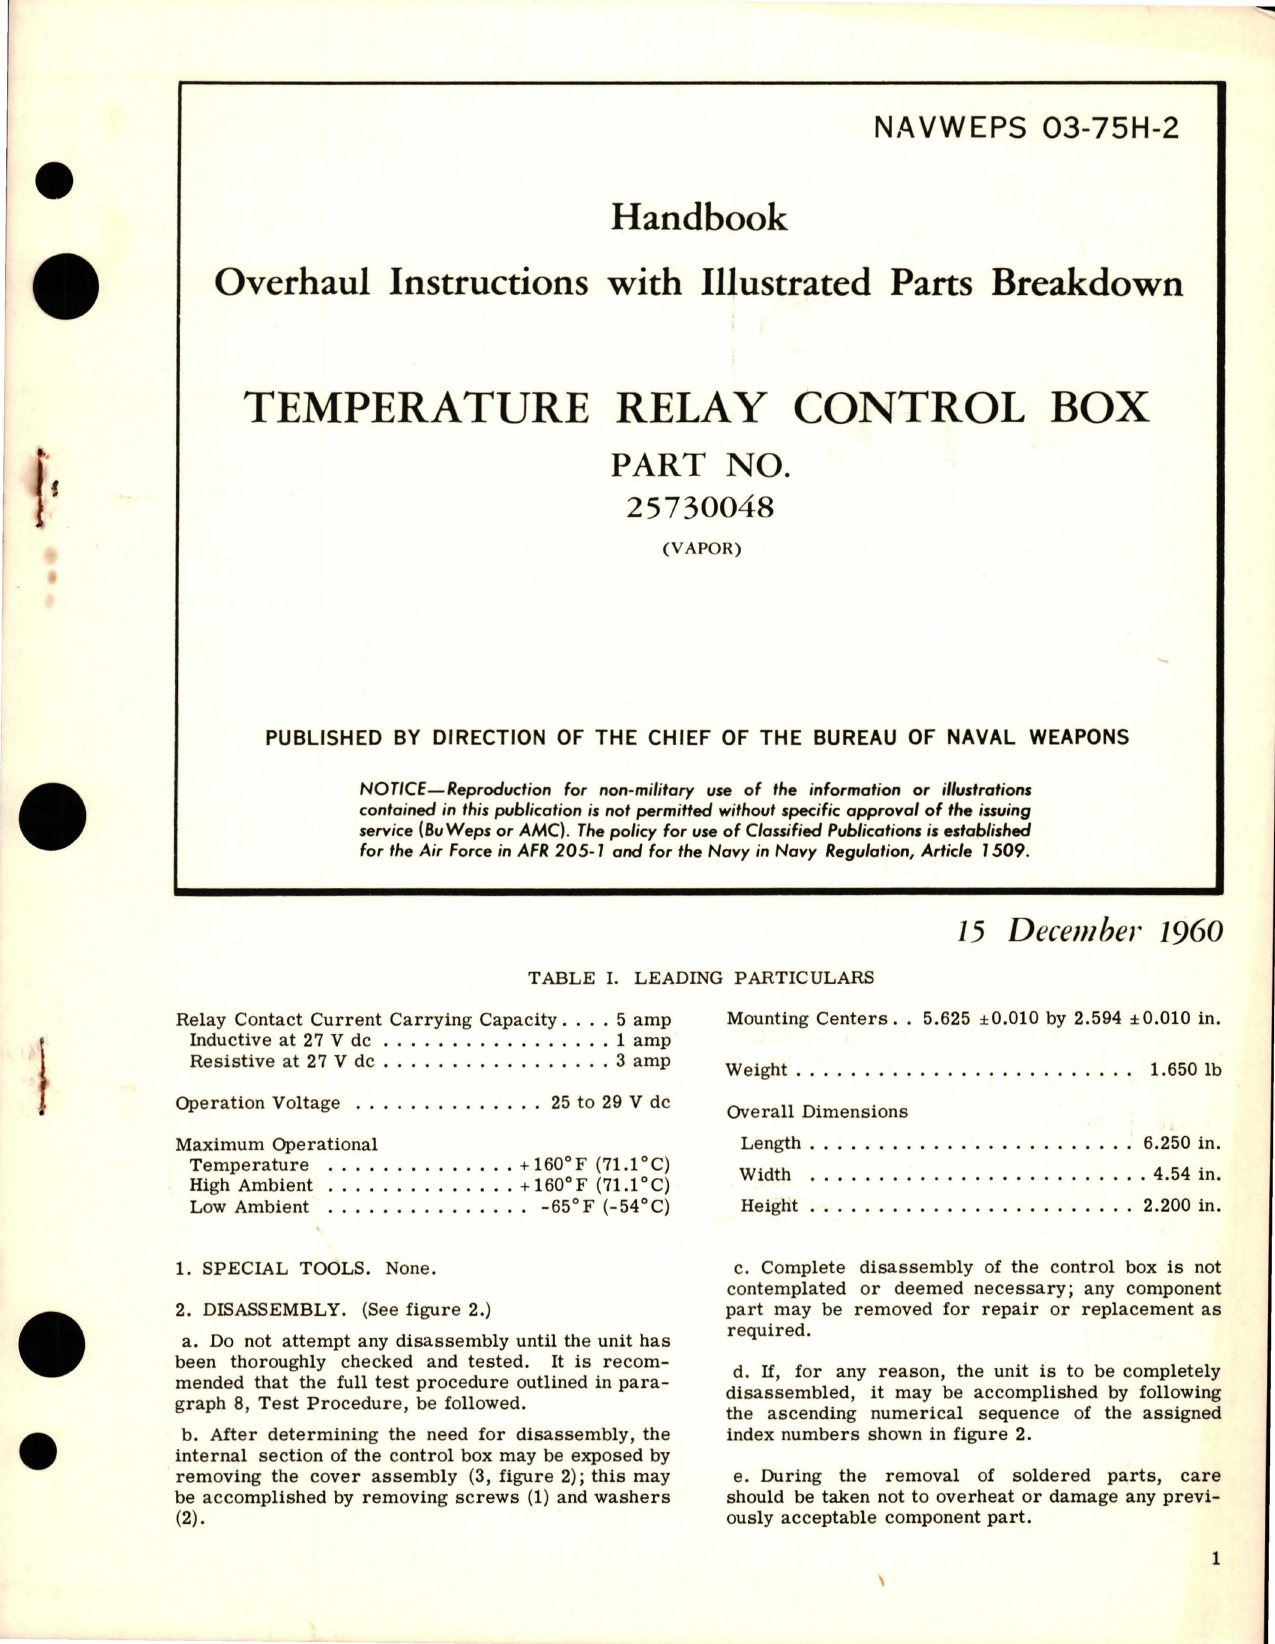 NAVWEPS 03-75H-2
Handbook
Overhaul Instructions with Illustrated Parts Breakdown
TEMPERATURE RELAY CONTROL BOX
PART NO.
25730048
(VAPOR)
PUBLISHED BY DIRECTION OF THE CHIEF OF THE BUREAU OF NAVAL WEAPONS
NOTICE—Reproduction for non-military use of the information or illustrations
contained in this publication is not permitted without specific approval of the issuing
service (BuWeps or AMC). The policy for use of Classified Publications is established
for the Air Force in AFR 205-1 and for the Navy in Navy Regulation, Article 1509.
15 December 1960
TABLE I. LEADING PARTICULARS
Relay Contact Current Carrying Capacity . . . . 5 amp
Inductive at 27 V dc . . . . . . . . . . . . . . . . . 1 amp
Resistive at 27 V dc . . . . . . . . . . . . . . . . . 3 amp
Operation Voltage . . . . . . . . . . . . . . 25 to 29 V dc
Maximum Operational
Temperature . . . . . . . . . . . . . . +160°F (71.1°C)
High Ambient . . . . . . . . . . . . . . +160°F (71.1°C)
Low Ambient . . . . . . . . . . . . . . . -65°F (-54°C)
Mounting Centers . . 5.625 ±0.010 by 2.594 ±0.010 in.
Weight . . . . . . . . . . . . . . . . . . . . . . . . . 1.650 lb
Overall Dimensions
Length . . . . . . . . . . . . . . . . . . . . . . . . 6.250 in.
Width . . . . . . . . . . . . . . . . . . . . . . . . . 4.54 in.
Height . . . . . . . . . . . . . . . . . . . . . . . . 2.200 in.
1. SPECIAL TOOLS. None.
2. DISASSEMBLY. (See figure 2.)
a. Do not attempt any disassembly until the unit has
been thoroughly checked and tested. It is recom-
mended that the full test procedure outlined in para-
graph 8, Test Procedure, be followed.
b. After determining the need for disassembly, the
internal section of the control box may be exposed by
removing the cover assembly (3, figure 2); this may
be accomplished by removing screws (1) and washers
(2).
c. Complete disassembly of the control box is not
contemplated or deemed necessary; any component
part may be removed for repair or replacement as
required.
d. If, for any reason, the unit is to be completely
disassembled, it may be accomplished by following
the ascending numerical sequence of the assigned
index numbers shown in figure 2.
e. During the removal of soldered parts, care
should be taken not to overheat or damage any previ-
ously acceptable component part.
1